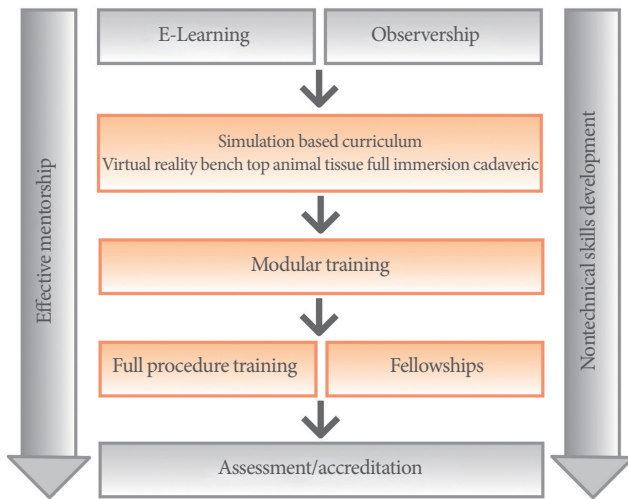 E-Learning
Observership
Simulation based curriculum
Virtual reality bench top animal tissue full immersion cadaveric
Modular training
Full procedure training
Fellowships
Assessment/accreditation
Effective mentorship
Nontechnical skills development